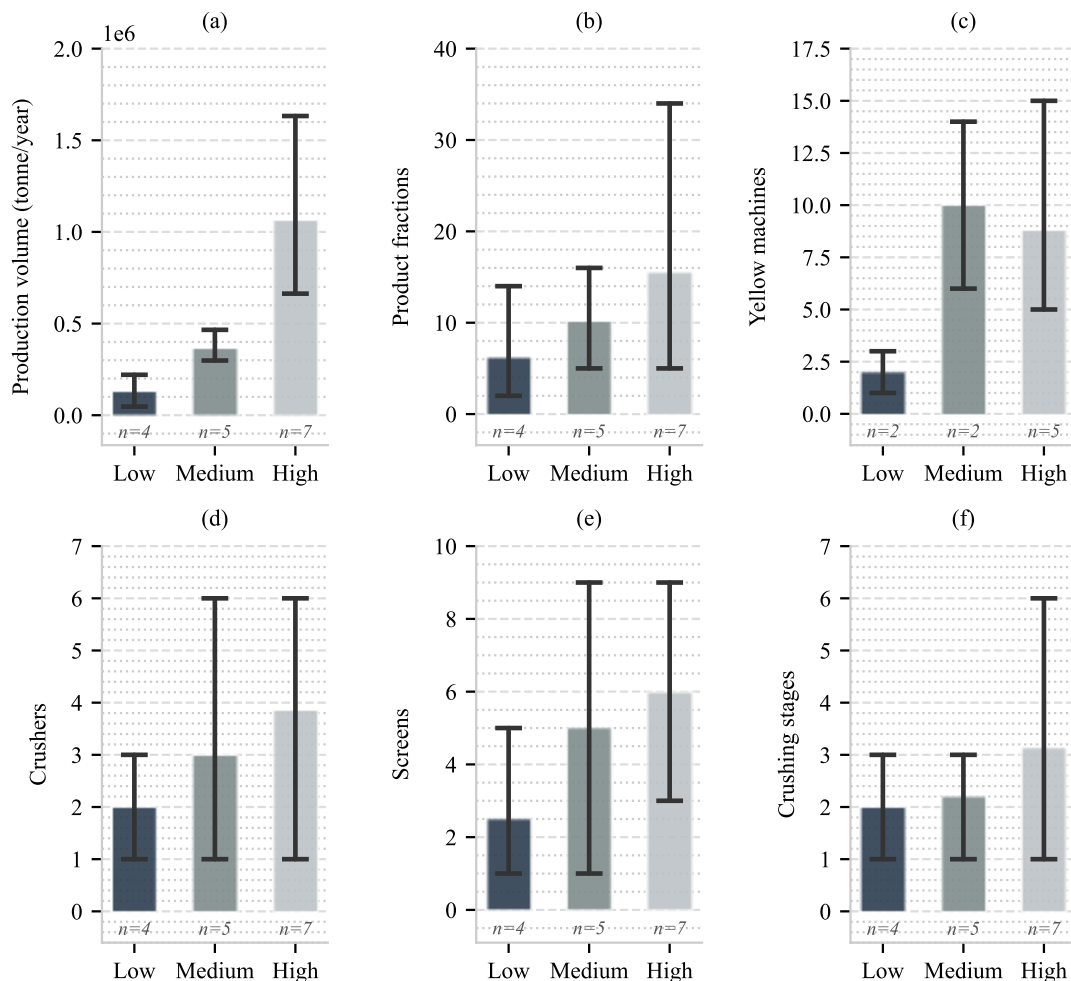 (a)
1e6
Production volume (tonne/year)
2.0
1.5
1.0
0.5
0.0
n=4
n=5
n=7
Low
Medium
High
(b)
Product fractions
40
30
20
10
0
n=4
n=5
n=7
Low
Medium
High
(c)
Yellow machines
17.5
15.0
12.5
10.0
7.5
5.0
2.5
0.0
n=2
n=2
n=5
Low
Medium
High
(d)
Crushers
7
6
5
4
3
2
1
0
n=4
n=5
n=7
Low
Medium
High
(e)
Screens
10
8
6
4
2
0
n=4
n=5
n=7
Low
Medium
High
(f)
Crushing stages
7
6
5
4
3
2
1
0
n=4
n=5
n=7
Low
Medium
High